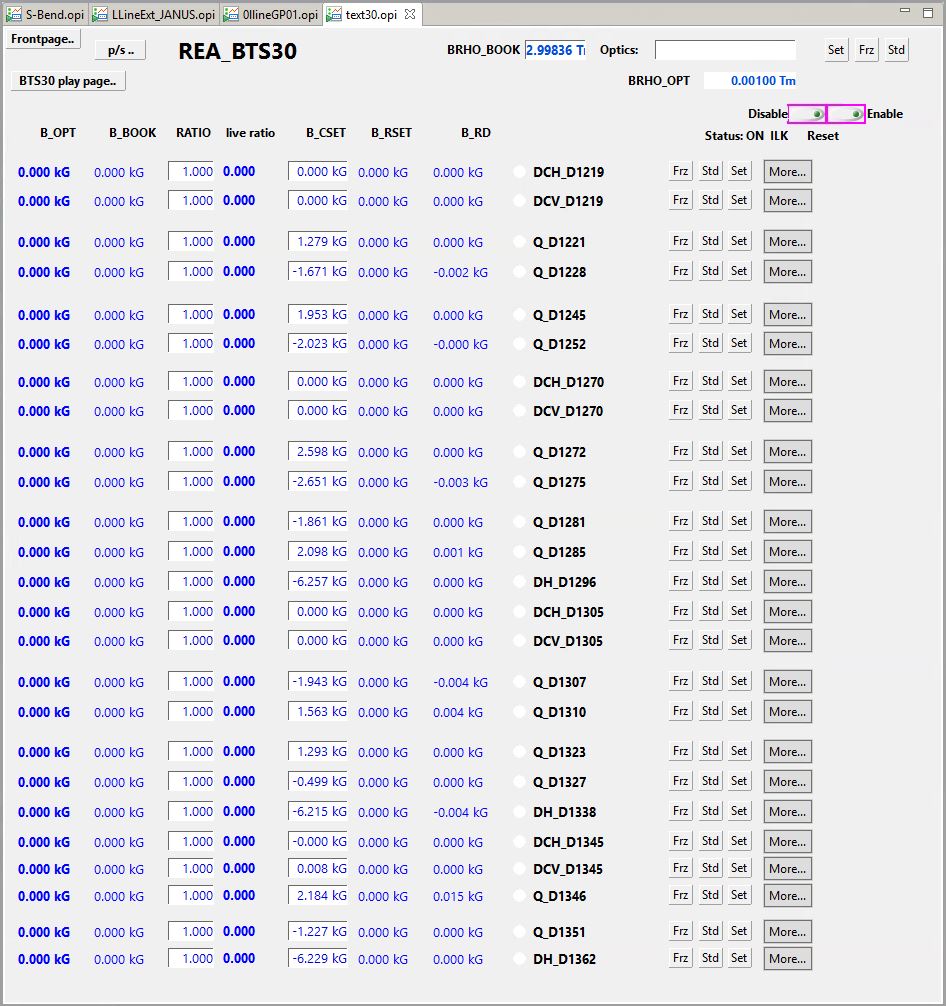 S-Bend.opi LLineExt_JANUS.opi 0llineGP01.opi text30.opi
Frontpage..
p/s .. REA_BTS30 BRHO_BOOK 2.99836 T Optics: Set Frz Std
BTS30 play page.. BRHO_OPT 0.00100 Tm
Disable Enable
B_OPT B_BOOK RATIO live ratio B_CSET B_RSET B_RD Status: ON ILK Reset
0.000 kG 0.000 kG 1.000 0.000 0.000 kG 0.000 kG 0.000 kG DCH_D1219 Frz Std Set More...
0.000 kG 0.000 kG 1.000 0.000 0.000 kG 0.000 kG 0.000 kG DCV_D1219 Frz Std Set More...
0.000 kG 0.000 kG 1.000 0.000 1.279 kG 0.000 kG 0.000 kG Q_D1221 Frz Std Set More...
0.000 kG 0.000 kG 1.000 0.000 -1.671 kG 0.000 kG -0.002 kG Q_D1228 Frz Std Set More...
0.000 kG 0.000 kG 1.000 0.000 1.953 kG 0.000 kG 0.000 kG Q_D1245 Frz Std Set More...
0.000 kG 0.000 kG 1.000 0.000 -2.023 kG 0.000 kG -0.000 kG Q_D1252 Frz Std Set More...
0.000 kG 0.000 kG 1.000 0.000 0.000 kG 0.000 kG 0.000 kG DCH_D1270 Frz Std Set More...
0.000 kG 0.000 kG 1.000 0.000 0.000 kG 0.000 kG 0.000 kG DCV_D1270 Frz Std Set More...
0.000 kG 0.000 kG 1.000 0.000 2.598 kG 0.000 kG 0.000 kG Q_D1272 Frz Std Set More...
0.000 kG 0.000 kG 1.000 0.000 -2.651 kG 0.000 kG -0.003 kG Q_D1275 Frz Std Set More...
0.000 kG 0.000 kG 1.000 0.000 -1.861 kG 0.000 kG 0.000 kG Q_D1281 Frz Std Set More...
0.000 kG 0.000 kG 1.000 0.000 2.098 kG 0.000 kG 0.001 kG Q_D1285 Frz Std Set More...
0.000 kG 0.000 kG 1.000 0.000 -6.257 kG 0.000 kG 0.000 kG DH_D1296 Frz Std Set More...
0.000 kG 0.000 kG 1.000 0.000 0.000 kG 0.000 kG 0.000 kG DCH_D1305 Frz Std Set More...
0.000 kG 0.000 kG 1.000 0.000 0.000 kG 0.000 kG 0.000 kG DCV_D1305 Frz Std Set More...
0.000 kG 0.000 kG 1.000 0.000 -1.943 kG 0.000 kG -0.004 kG Q_D1307 Frz Std Set More...
0.000 kG 0.000 kG 1.000 0.000 1.563 kG 0.000 kG 0.004 kG Q_D1310 Frz Std Set More...
0.000 kG 0.000 kG 1.000 0.000 1.293 kG 0.000 kG 0.000 kG Q_D1323 Frz Std Set More...
0.000 kG 0.000 kG 1.000 0.000 -0.499 kG 0.000 kG 0.000 kG Q_D1327 Frz Std Set More...
0.000 kG 0.000 kG 1.000 0.000 -6.215 kG 0.000 kG -0.004 kG DH_D1338 Frz Std Set More...
0.000 kG 0.000 kG 1.000 0.000 -0.000 kG 0.000 kG 0.000 kG DCH_D1345 Frz Std Set More...
0.000 kG 0.000 kG 1.000 0.000 0.008 kG 0.000 kG 0.000 kG DCV_D1345 Frz Std Set More...
0.000 kG 0.000 kG 1.000 0.000 2.184 kG 0.000 kG 0.015 kG Q_D1346 Frz Std Set More...
0.000 kG 0.000 kG 1.000 0.000 -1.227 kG 0.000 kG 0.000 kG Q_D1351 Frz Std Set More...
0.000 kG 0.000 kG 1.000 0.000 -6.229 kG 0.000 kG 0.000 kG DH_D1362 Frz Std Set More...